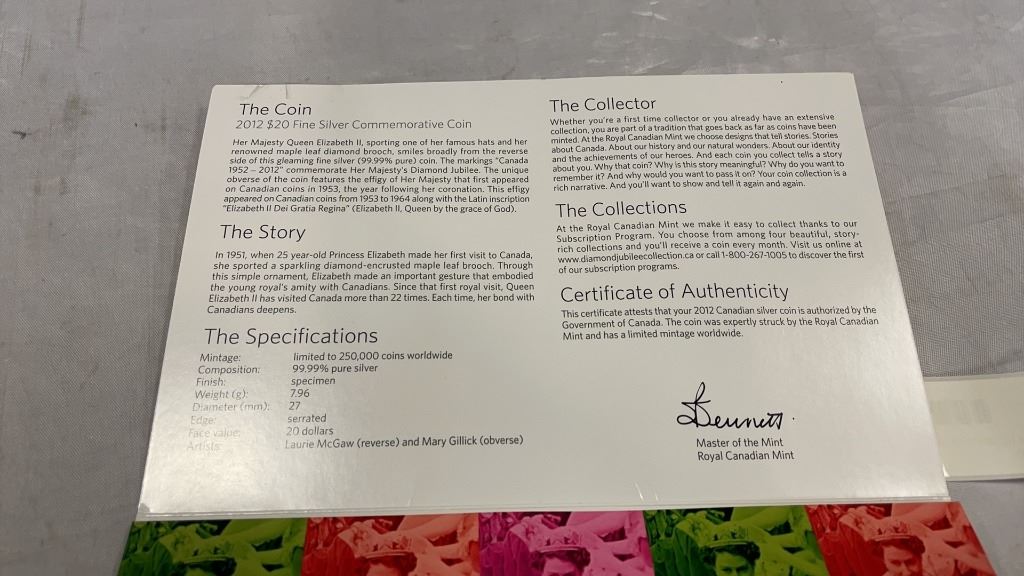 The Coin
2012 $20 Fine Silver Commemorative Coin
Her Majesty Queen Elizabeth II, sporting one of her famous hats and her
renowned maple leaf diamond brooch, smiles broadly from the reverse
side of this gleaming fine silver (99.99% pure) coin. The markings "Canada
1952 – 2012" commemorate Her Majesty's Diamond Jubilee. The unique
obverse of the coin features the effigy of Her Majesty that first appeared
on Canadian coins in 1953, the year following her coronation. This effigy
appeared on Canadian coins from 1953 to 1964 along with the Latin inscription
"Elizabeth II Dei Gratia Regina" (Elizabeth II, Queen by the grace of God).
The Story
In 1951, when 25 year-old Princess Elizabeth made her first visit to Canada,
she sported a sparkling diamond-encrusted maple leaf brooch. Through
this simple ornament, Elizabeth made an important gesture that embodied
the young royal's amity with Canadians. Since that first royal visit, Queen
Elizabeth II has visited Canada more than 22 times. Each time, her bond with
Canadians deepens.
The Specifications
Mintage: limited to 250,000 coins worldwide
Composition: 99.99% pure silver
Finish: specimen
Weight (g): 7.96
Diameter (mm): 27
Edge: serrated
Face value: 20 dollars
Artists: Laurie McGaw (reverse) and Mary Gillick (obverse)
The Collector
Whether you're a first time collector or you already have an extensive
collection, you are part of a tradition that goes back as far as coins have been
minted. At the Royal Canadian Mint we choose designs that tell stories. Stories
about Canada. About our history and our natural wonders. About our identity
and the achievements of our heroes. And each coin you collect tells a story
about you. Why that coin? Why is this story meaningful? Why do you want to
remember it? And why would you want to pass it on? Your coin collection is a
rich narrative. And you'll want to show and tell it again and again.
The Collections
At the Royal Canadian Mint we make it easy to collect thanks to our
Subscription Program. You choose from among four beautiful, story-
rich collections and you'll receive a coin every month. Visit us online at
www.diamondjubileecollection.ca or call 1-800-267-1005 to discover the first
of our subscription programs.
Certificate of Authenticity
This certificate attests that your 2012 Canadian silver coin is authorized by the
Government of Canada. The coin was expertly struck by the Royal Canadian
Mint and has a limited mintage worldwide.
Bennett
Master of the Mint
Royal Canadian Mint